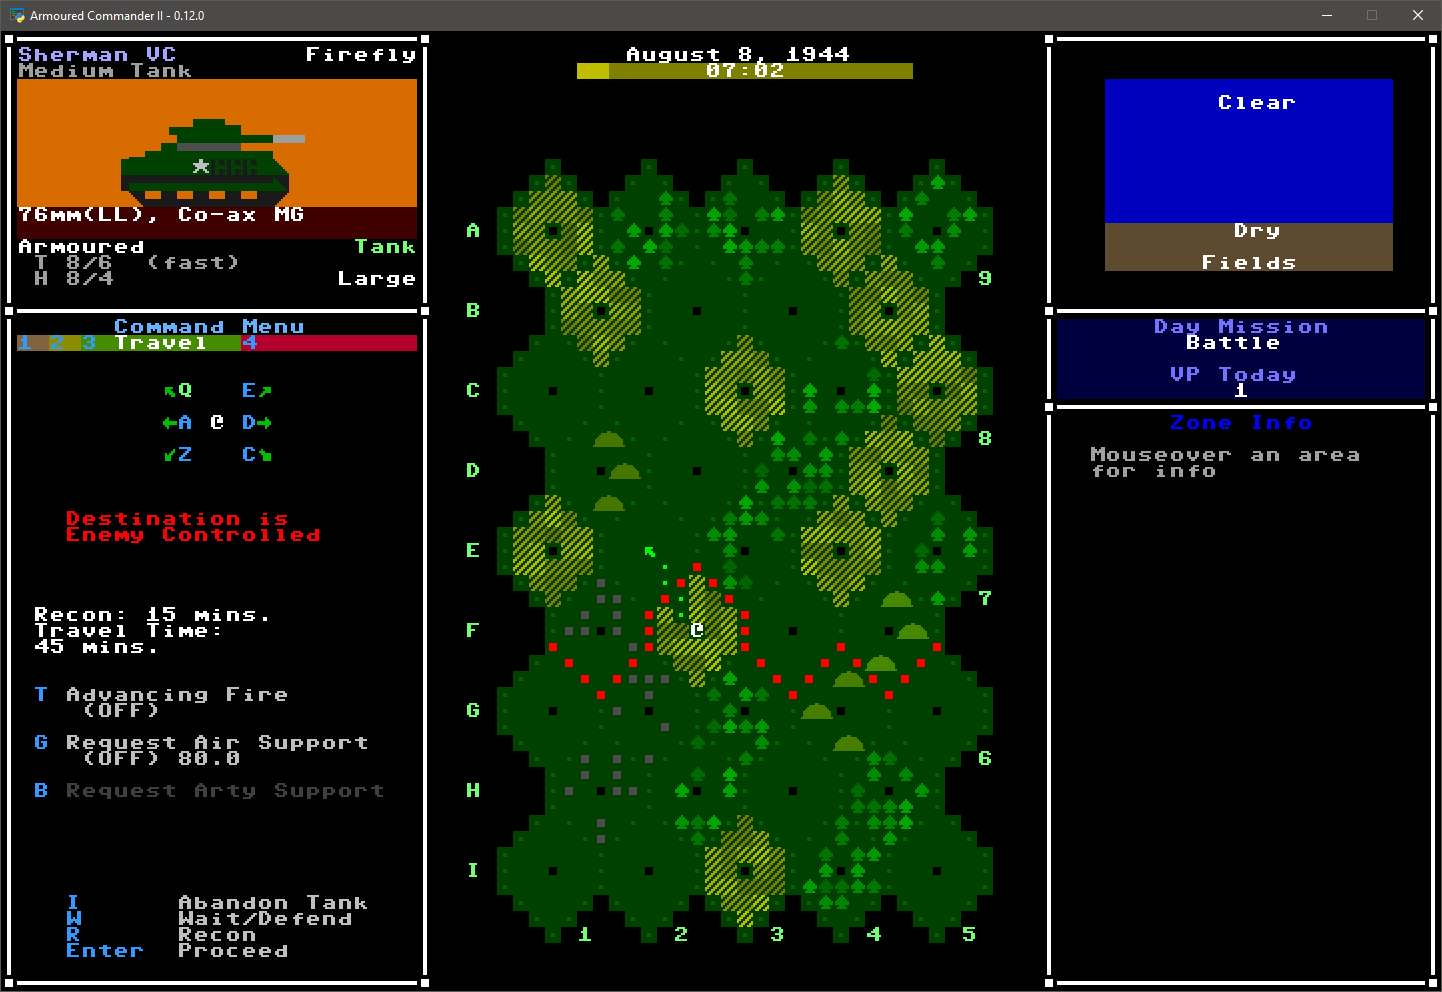 Armoured Commander II - 0.12.0
Sherman VC Firefly
Medium Tank
76mm(LL), Co-ax MG
Armoured Tank
T 8/6 (fast)
H 8/4 Large
Command Menu
1 2 3 Travel 4
Q E
A @ D
Z C
Destination is
Enemy Controlled
Recon: 15 mins.
Travel Time:
45 mins.
T Advancing Fire
(OFF)
G Request Air Support
(OFF) 80.0
B Request Arty Support
I Abandon Tank
W Wait/Defend
R Recon
Enter Proceed
August 8, 1944
07:02
A
9
B
C
8
D
E
7
F @
G
6
H
I
1 2 3 4 5
Clear
Dry
Fields
Day Mission
Battle
VP Today
1
Zone Info
Mouseover an area
for info